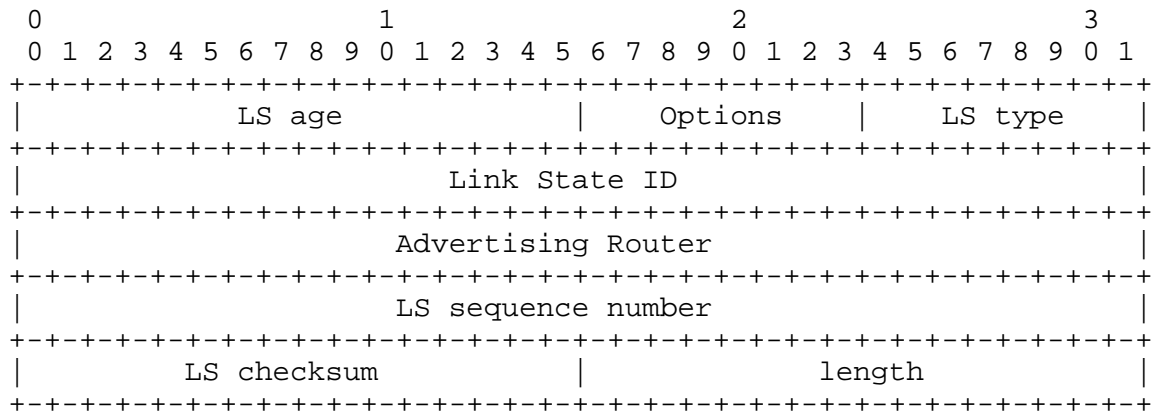 0                   1                   2                   3
0 1 2 3 4 5 6 7 8 9 0 1 2 3 4 5 6 7 8 9 0 1 2 3 4 5 6 7 8 9 0 1
+-+-+-+-+-+-+-+-+-+-+-+-+-+-+-+-+-+-+-+-+-+-+-+-+-+-+-+-+-+-+-+-+
|            LS age             |    Options    |    LS type    |
+-+-+-+-+-+-+-+-+-+-+-+-+-+-+-+-+-+-+-+-+-+-+-+-+-+-+-+-+-+-+-+-+
|                        Link State ID                          |
+-+-+-+-+-+-+-+-+-+-+-+-+-+-+-+-+-+-+-+-+-+-+-+-+-+-+-+-+-+-+-+-+
|                     Advertising Router                        |
+-+-+-+-+-+-+-+-+-+-+-+-+-+-+-+-+-+-+-+-+-+-+-+-+-+-+-+-+-+-+-+-+
|                     LS sequence number                        |
+-+-+-+-+-+-+-+-+-+-+-+-+-+-+-+-+-+-+-+-+-+-+-+-+-+-+-+-+-+-+-+-+
|         LS checksum           |             length            |
+-+-+-+-+-+-+-+-+-+-+-+-+-+-+-+-+-+-+-+-+-+-+-+-+-+-+-+-+-+-+-+-+